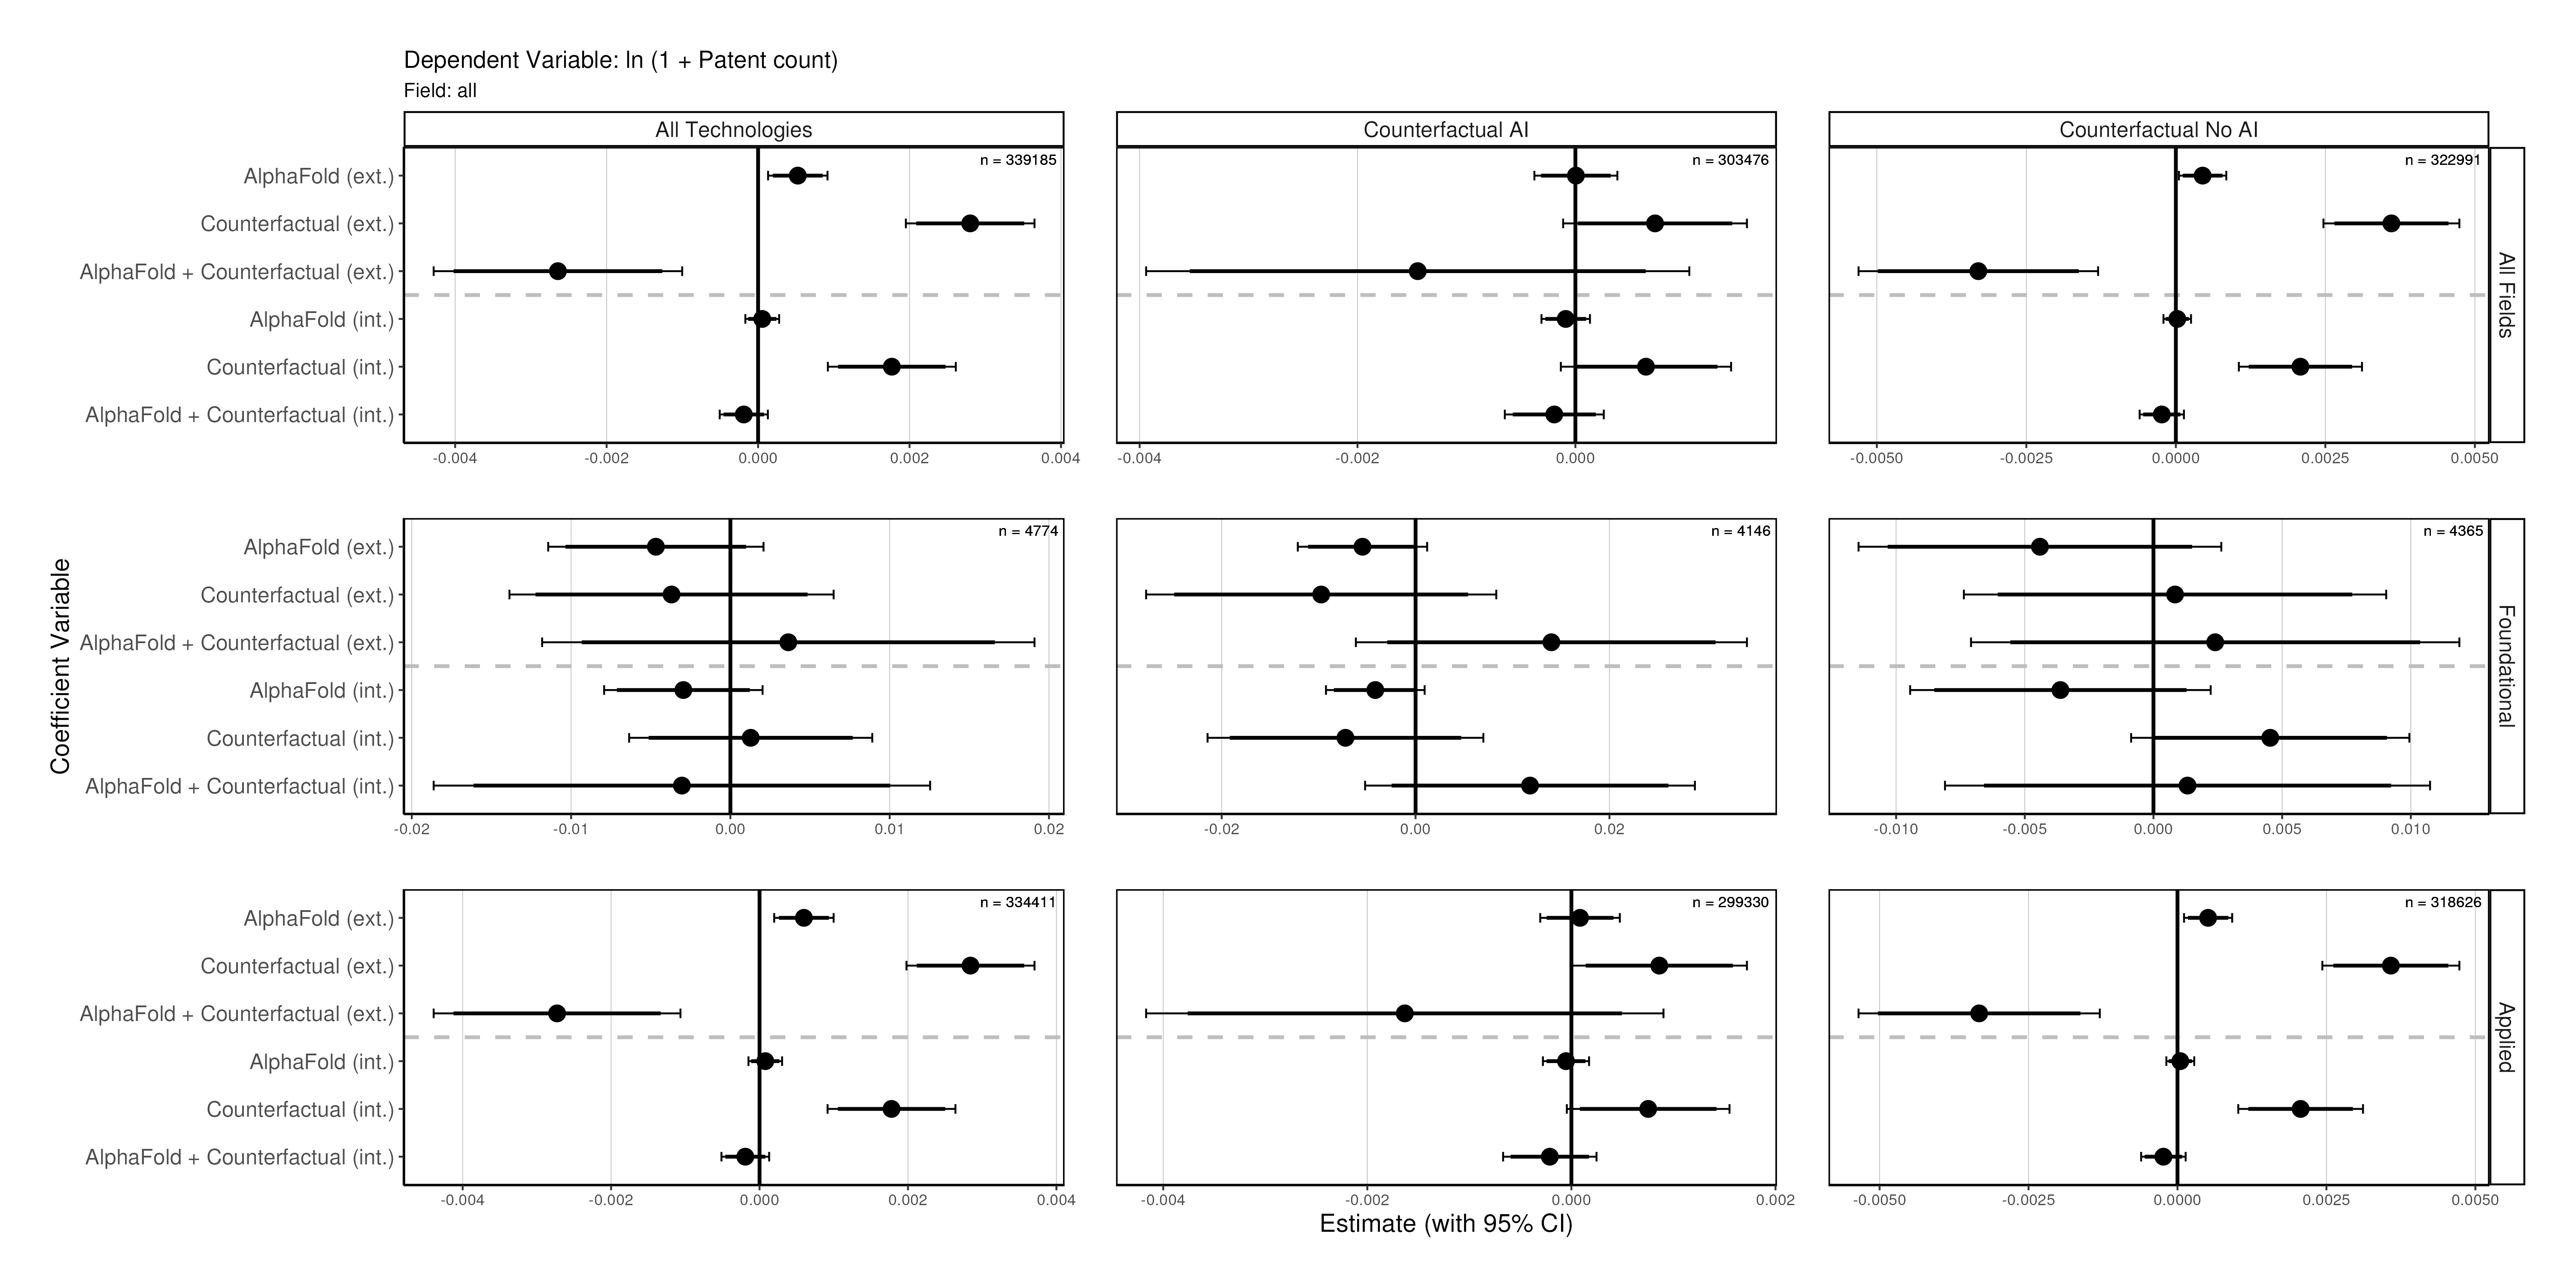 Dependent Variable: ln (1 + Patent count)
Field: all
All Technologies
Counterfactual AI
Counterfactual No AI
n = 339185
n = 303476
n = 322991
AlphaFold (ext.)
Counterfactual (ext.)
AlphaFold + Counterfactual (ext.)
AlphaFold (int.)
Counterfactual (int.)
AlphaFold + Counterfactual (int.)
All Fields
-0.004 -0.002 0.000 0.002 0.004
-0.004 -0.002 0.000
-0.0050 -0.0025 0.0000 0.0025 0.0050
Coefficient Variable
n = 4774
n = 4146
n = 4365
AlphaFold (ext.)
Counterfactual (ext.)
AlphaFold + Counterfactual (ext.)
AlphaFold (int.)
Counterfactual (int.)
AlphaFold + Counterfactual (int.)
Foundational
-0.02 -0.01 0.00 0.01 0.02
-0.02 0.00 0.02
-0.010 -0.005 0.000 0.005 0.010
n = 334411
n = 299330
n = 318626
AlphaFold (ext.)
Counterfactual (ext.)
AlphaFold + Counterfactual (ext.)
AlphaFold (int.)
Counterfactual (int.)
AlphaFold + Counterfactual (int.)
Applied
-0.004 -0.002 0.000 0.002 0.004
-0.004 -0.002 0.000 0.002
-0.0050 -0.0025 0.0000 0.0025 0.0050
Estimate (with 95% CI)